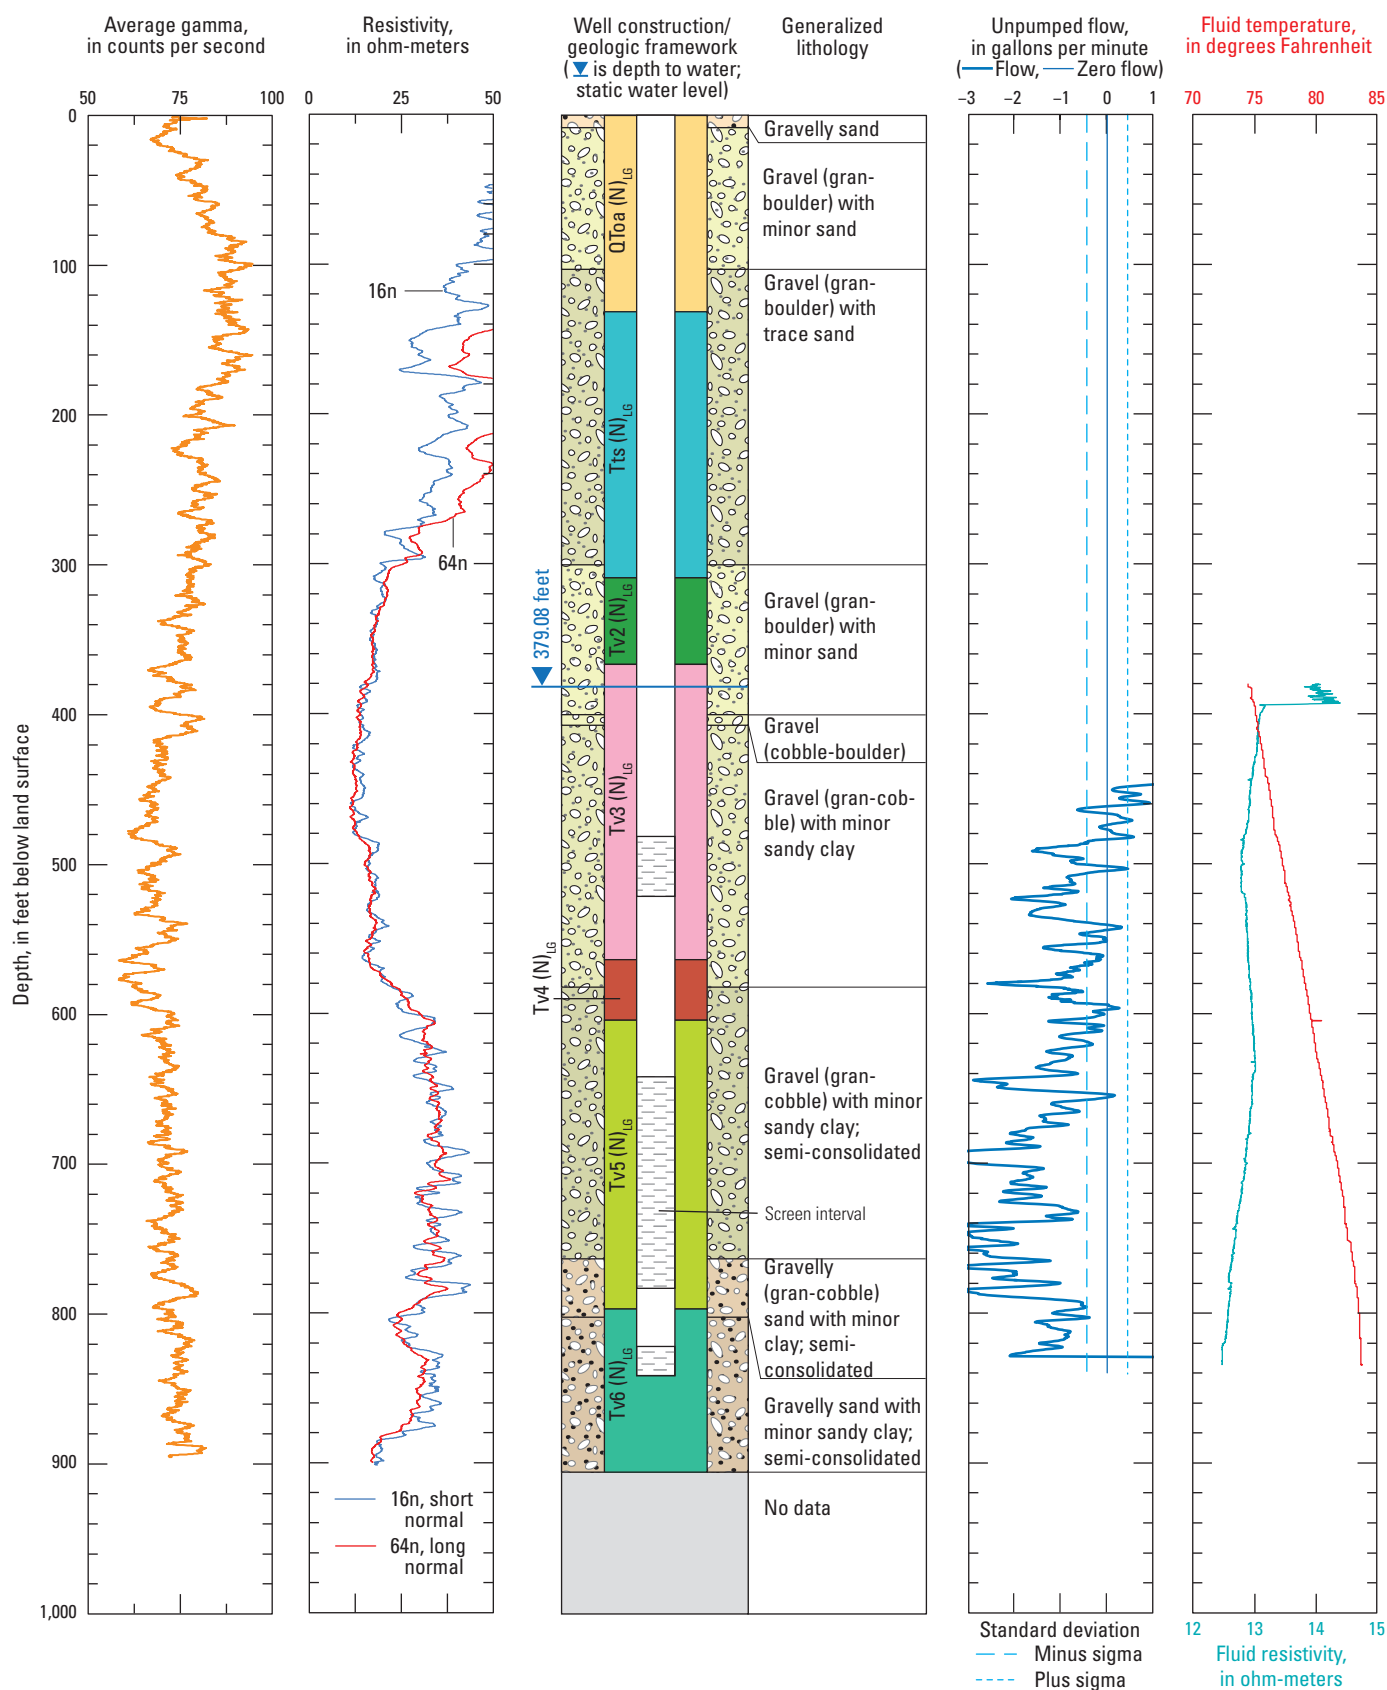 Average gamma,
in counts per second
Resistivity,
in ohm-meters
Well construction/
geologic framework
( is depth to water;
static water level)
Generalized
lithology
Unpumped flow,
in gallons per minute
( Flow, Zero flow)
Fluid temperature,
in degrees Fahrenheit
50 75 100
0 25 50
−3 −2 −1 0 1
70 75 80 85
Depth, in feet below land surface
0
100
200
300
400
500
600
700
800
900
1,000
16n
64n
16n, short
normal
64n, long
normal
379.08 feet
QToa (N)LG
Tts (N)LG
Tv2 (N)LG
Tv3 (N)LG
Tv4 (N)LG
Tv5 (N)LG
Tv6 (N)LG
Gravelly sand
Gravel (gran-
boulder) with
minor sand
Gravel (gran-
boulder) with
trace sand
Gravel (gran-
boulder) with
minor sand
Gravel
(cobble-boulder)
Gravel (gran-cob-
ble) with minor
sandy clay
Gravel (gran-
cobble) with minor
sandy clay;
semi-consolidated
Screen interval
Gravelly
(gran-cobble)
sand with minor
clay; semi-
consolidated
Gravelly sand with
minor sandy clay;
semi-consolidated
No data
Standard deviation
Minus sigma
Plus sigma
12 13 14 15
Fluid resistivity,
in ohm-meters